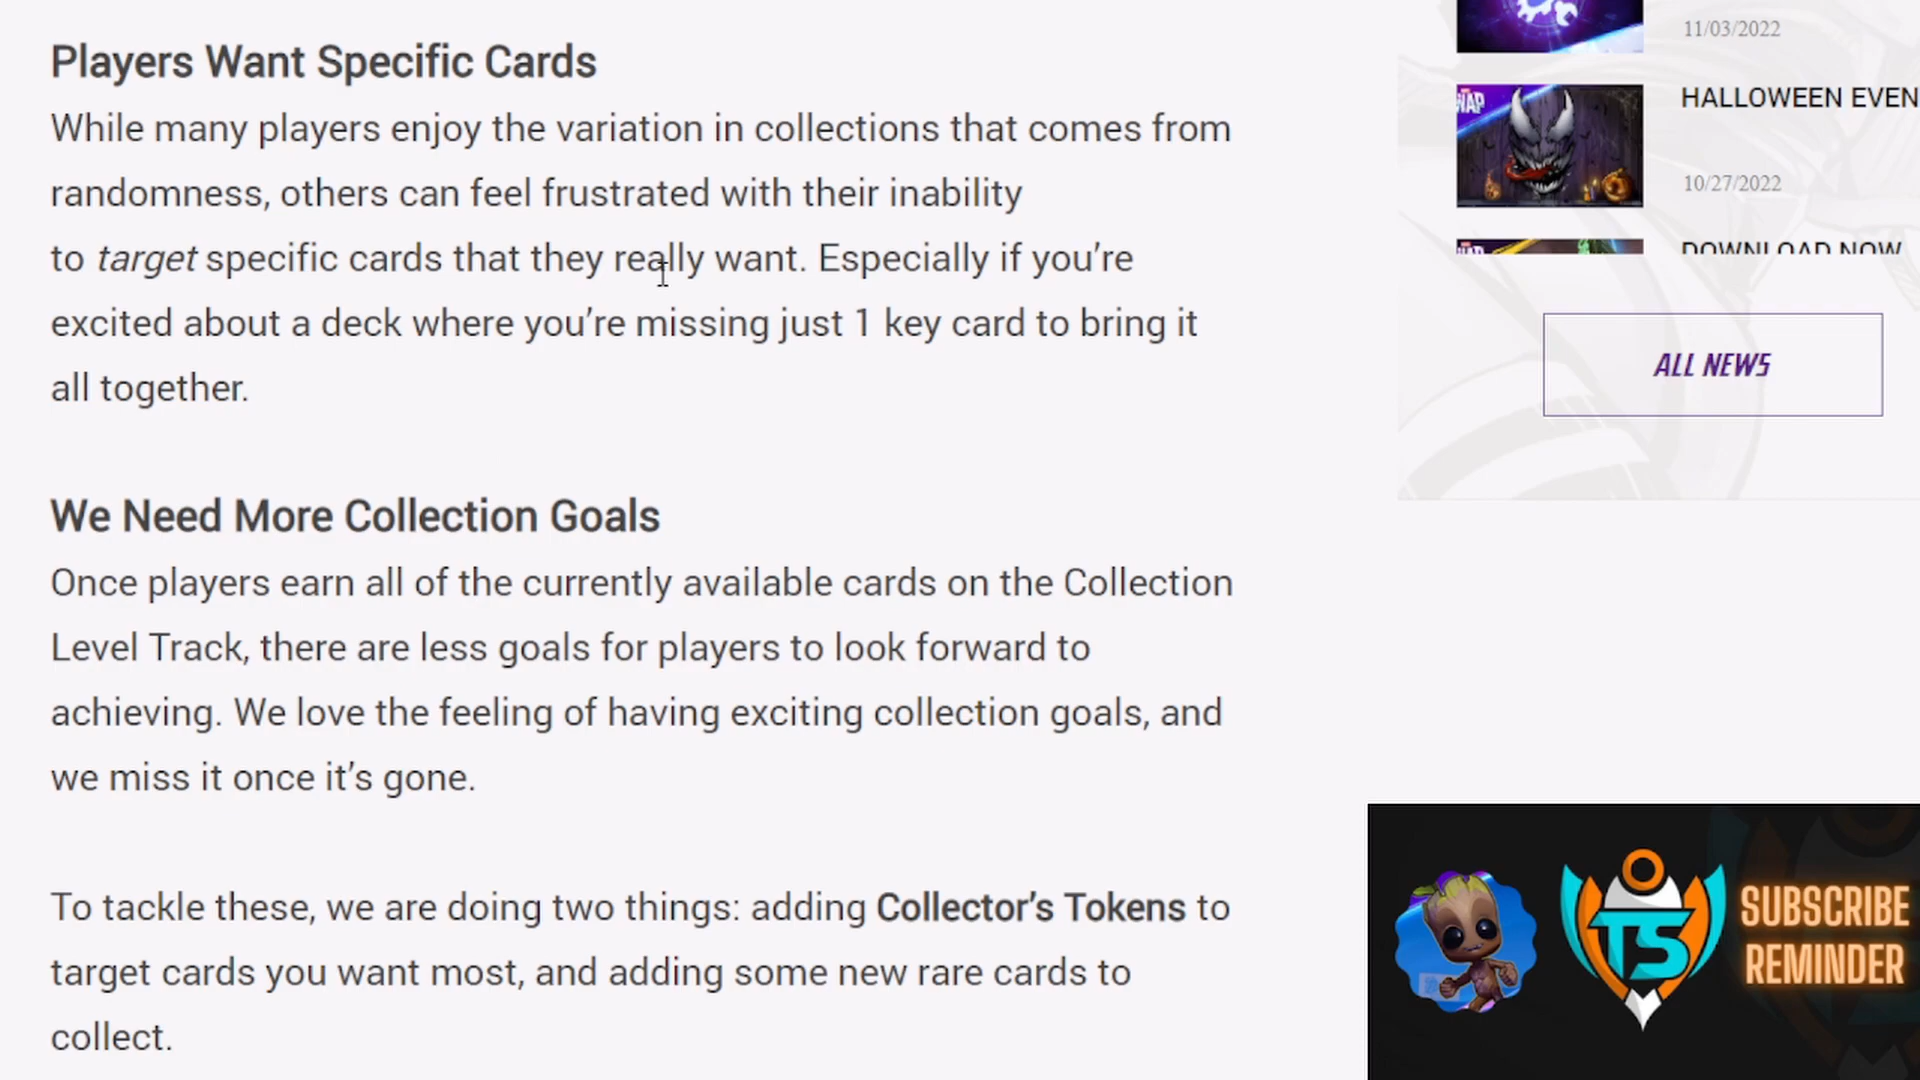 Players Want Specific Cards
While many players enjoy the variation in collections that comes from
randomness, others can feel frustrated with their inability
to target specific cards that they really want. Especially if you’re
excited about a deck where you’re missing just 1 key card to bring it
all together.
We Need More Collection Goals
Once players earn all of the currently available cards on the Collection
Level Track, there are less goals for players to look forward to
achieving. We love the feeling of having exciting collection goals, and
we miss it once it’s gone.
To tackle these, we are doing two things: adding Collector’s Tokens to
target cards you want most, and adding some new rare cards to
collect.
11/03/2022
HALLOWEEN EVEN
10/27/2022
DOWNLOAD NOW
ALL NEWS
TS
SUBSCRIBE
REMINDER